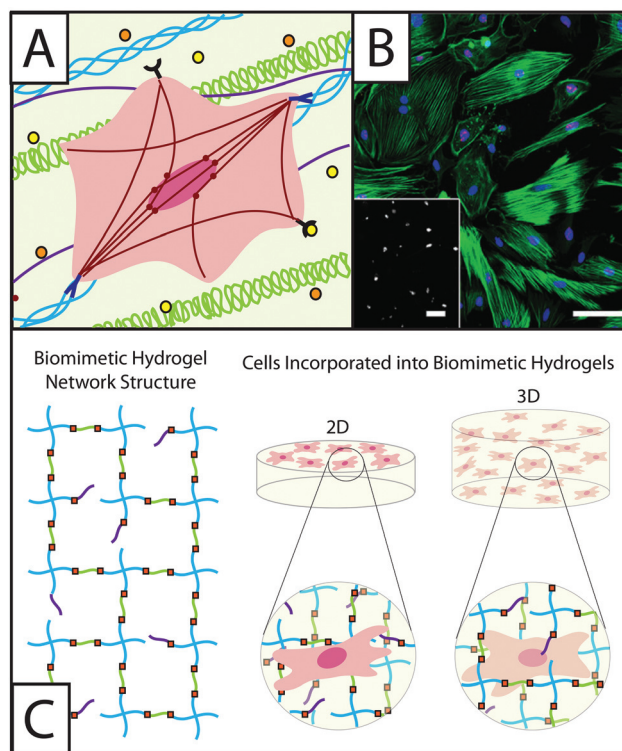 A
B
Biomimetic Hydrogel
Network Structure
Cells Incorporated into Biomimetic Hydrogels
2D
3D
C